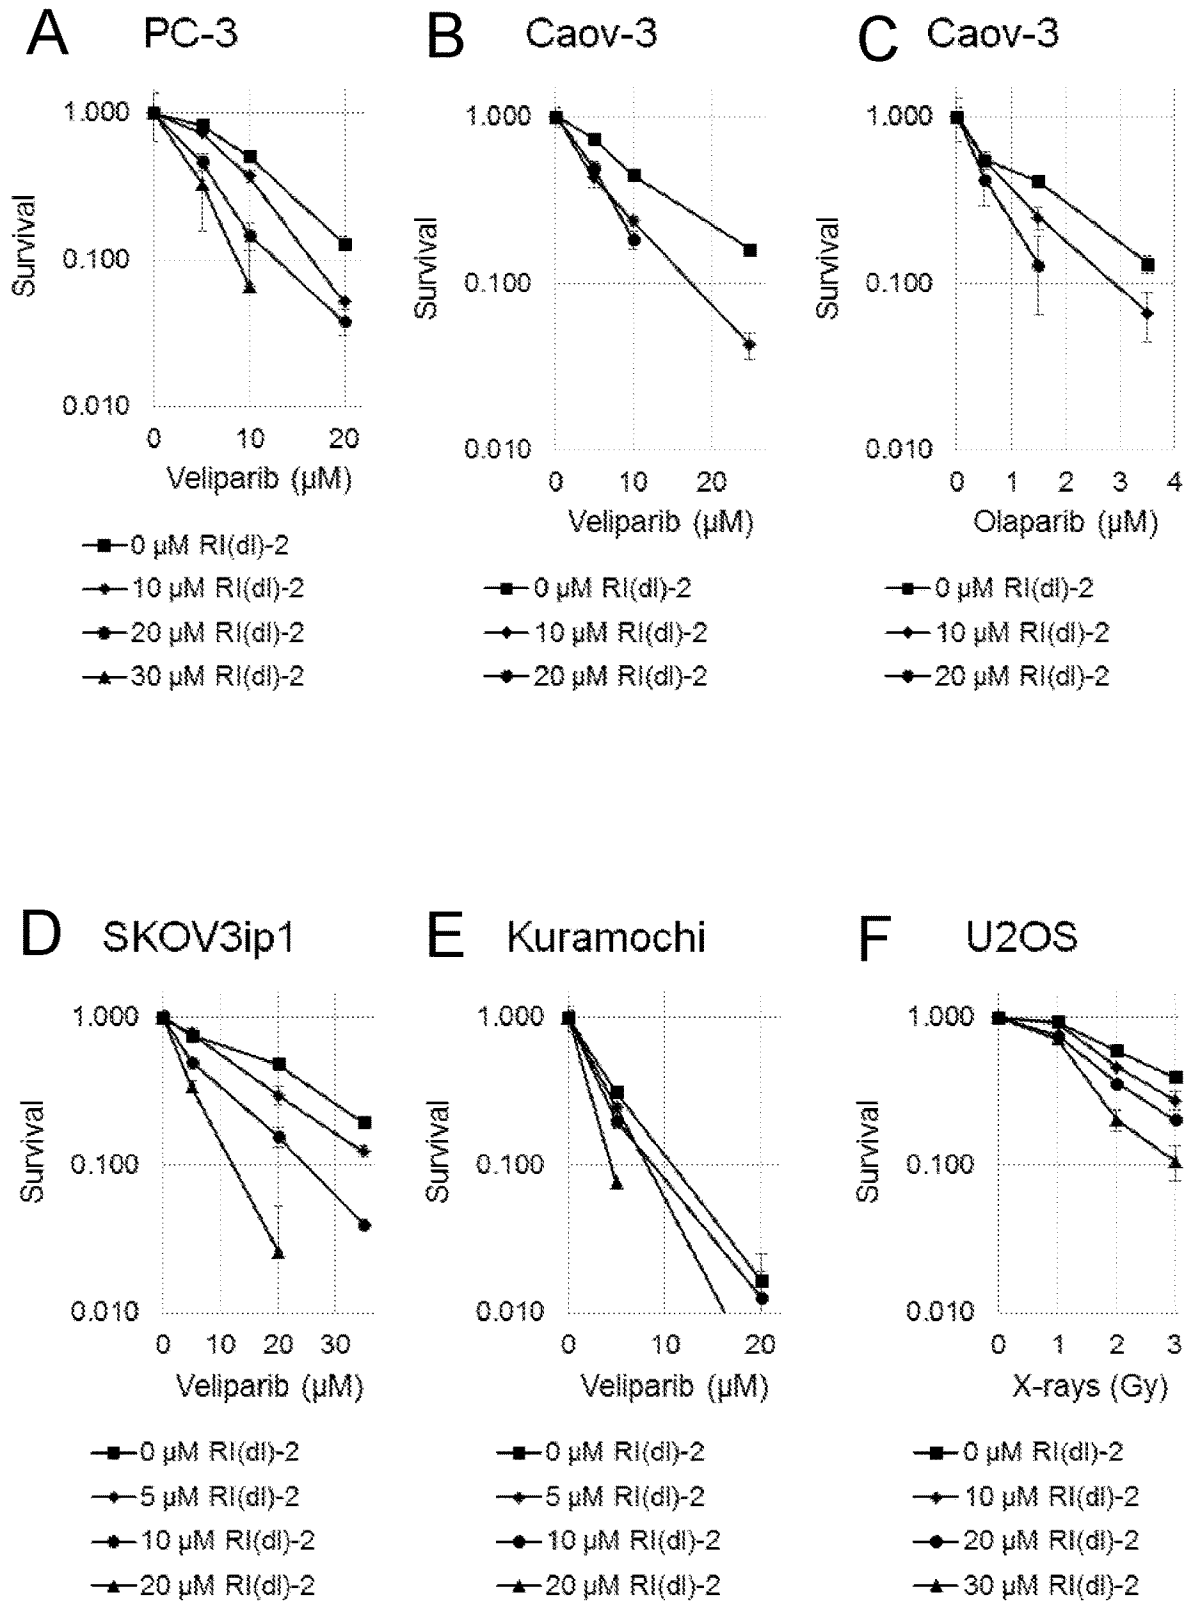 A PC-3
Survival
1.000
0.100
0.010
0 10 20
Veliparib (µM)
0 µM RI(dl)-2
10 µM RI(dl)-2
20 µM RI(dl)-2
30 µM RI(dl)-2
B Caov-3
Survival
1.000
0.100
0.010
0 10 20
Veliparib (µM)
0 µM RI(dl)-2
10 µM RI(dl)-2
20 µM RI(dl)-2
C Caov-3
Survival
1.000
0.100
0.010
0 1 2 3 4
Olaparib (µM)
0 µM RI(dl)-2
10 µM RI(dl)-2
20 µM RI(dl)-2
D SKOV3ip1
Survival
1.000
0.100
0.010
0 10 20 30
Veliparib (µM)
0 µM RI(dl)-2
5 µM RI(dl)-2
10 µM RI(dl)-2
20 µM RI(dl)-2
E Kuramochi
Survival
1.000
0.100
0.010
0 10 20
Veliparib (µM)
0 µM RI(dl)-2
5 µM RI(dl)-2
10 µM RI(dl)-2
20 µM RI(dl)-2
F U2OS
Survival
1.000
0.100
0.010
0 1 2 3
X-rays (Gy)
0 µM RI(dl)-2
10 µM RI(dl)-2
20 µM RI(dl)-2
30 µM RI(dl)-2